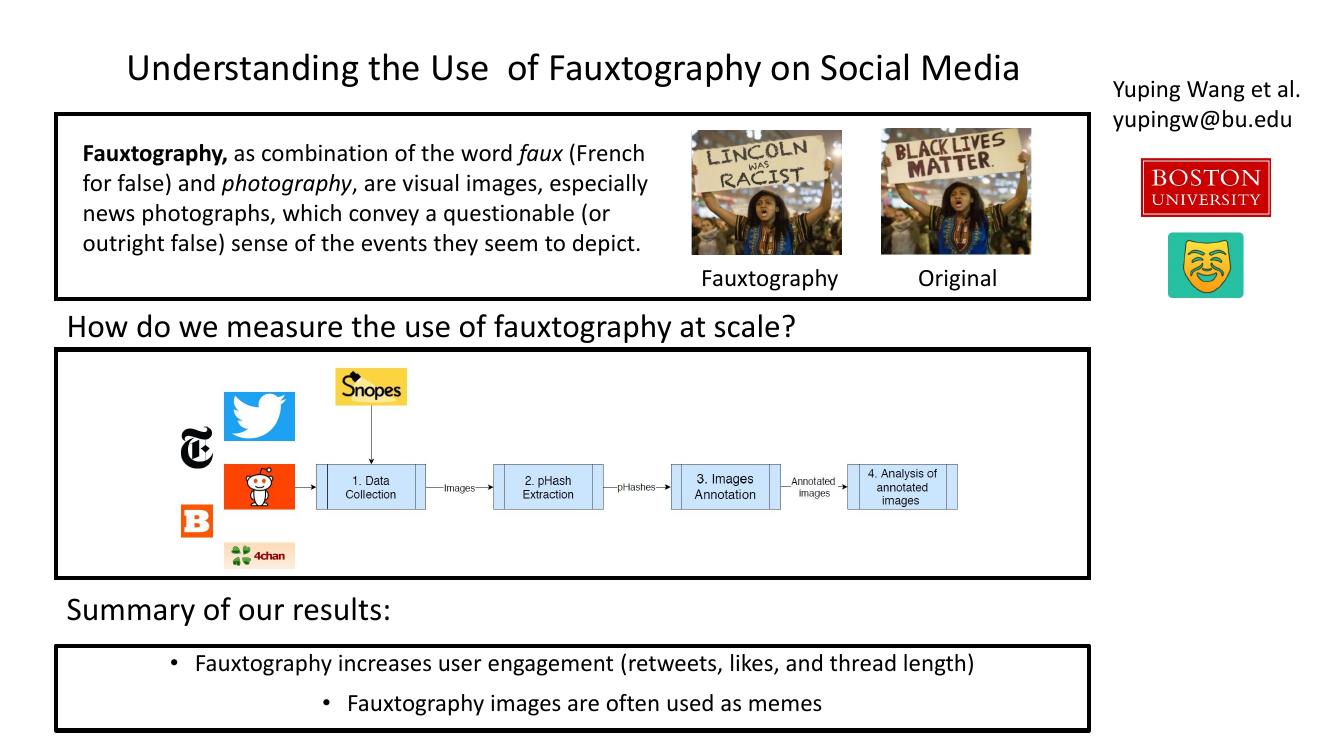 Understanding the Use  of Fauxtography on Social Media
Yuping Wang et al.
yupingw@bu.edu
BOSTON
UNIVERSITY
Fauxtography, as combination of the word faux (French
for false) and photography, are visual images, especially
news photographs, which convey a questionable (or
outright false) sense of the events they seem to depict.
LINCOLN
WAS
RACIST
Fauxtography
BLACK LIVES
MATTER.
Original
How do we measure the use of fauxtography at scale?
Snopes
T
B
4chan
1. Data
Collection
Images
2. pHash
Extraction
pHashes
3. Images
Annotation
Annotated
images
4. Analysis of
annotated
images
Summary of our results:
• Fauxtography increases user engagement (retweets, likes, and thread length)
• Fauxtography images are often used as memes